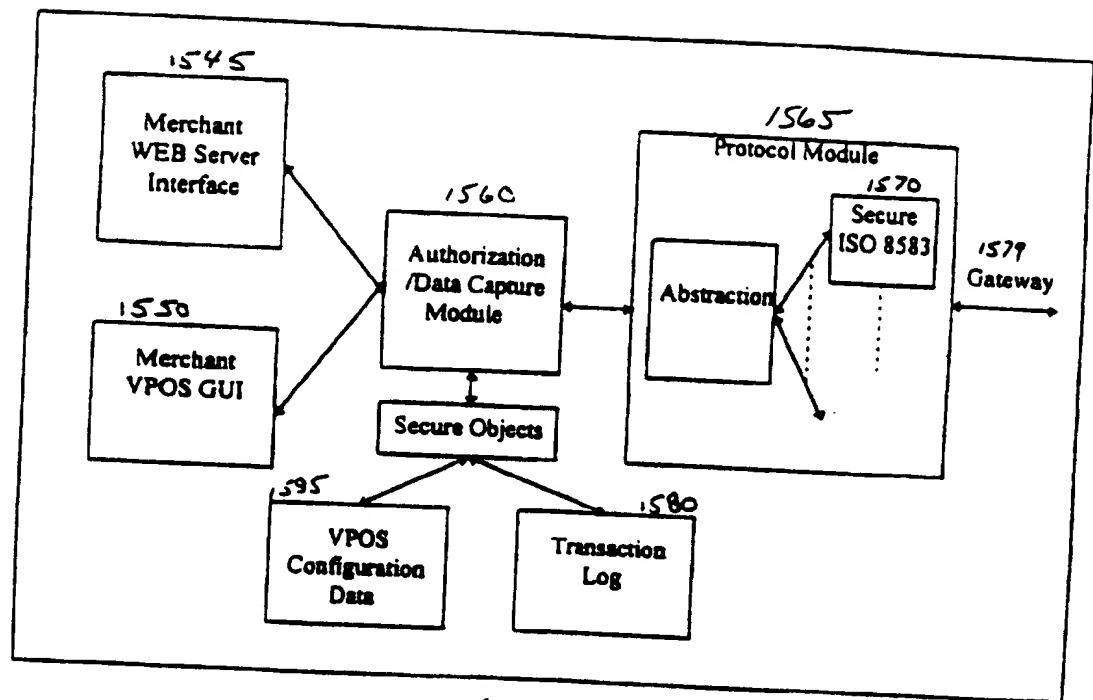 1545
Merchant
WEB Server
Interface
1550
Merchant
VPOS GUI
1560
Authorization
/Data Capture
Module
Secure Objects
1595
VPOS
Configuration
Data
1580
Transaction
Log
1565
Protocol Module
Abstraction
1570
Secure
ISO 8583
1579
Gateway